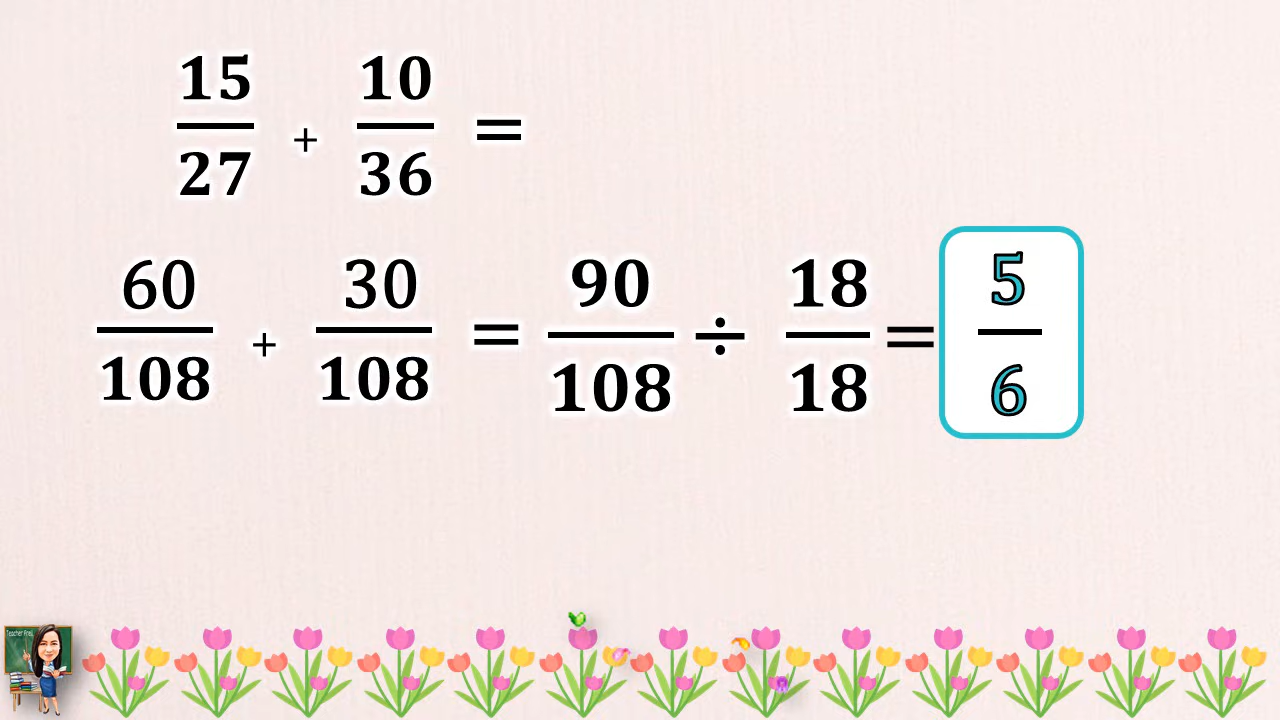 15/27 + 10/36 =
60/108 + 30/108 = 90/108 ÷ 18/18 = 5/6